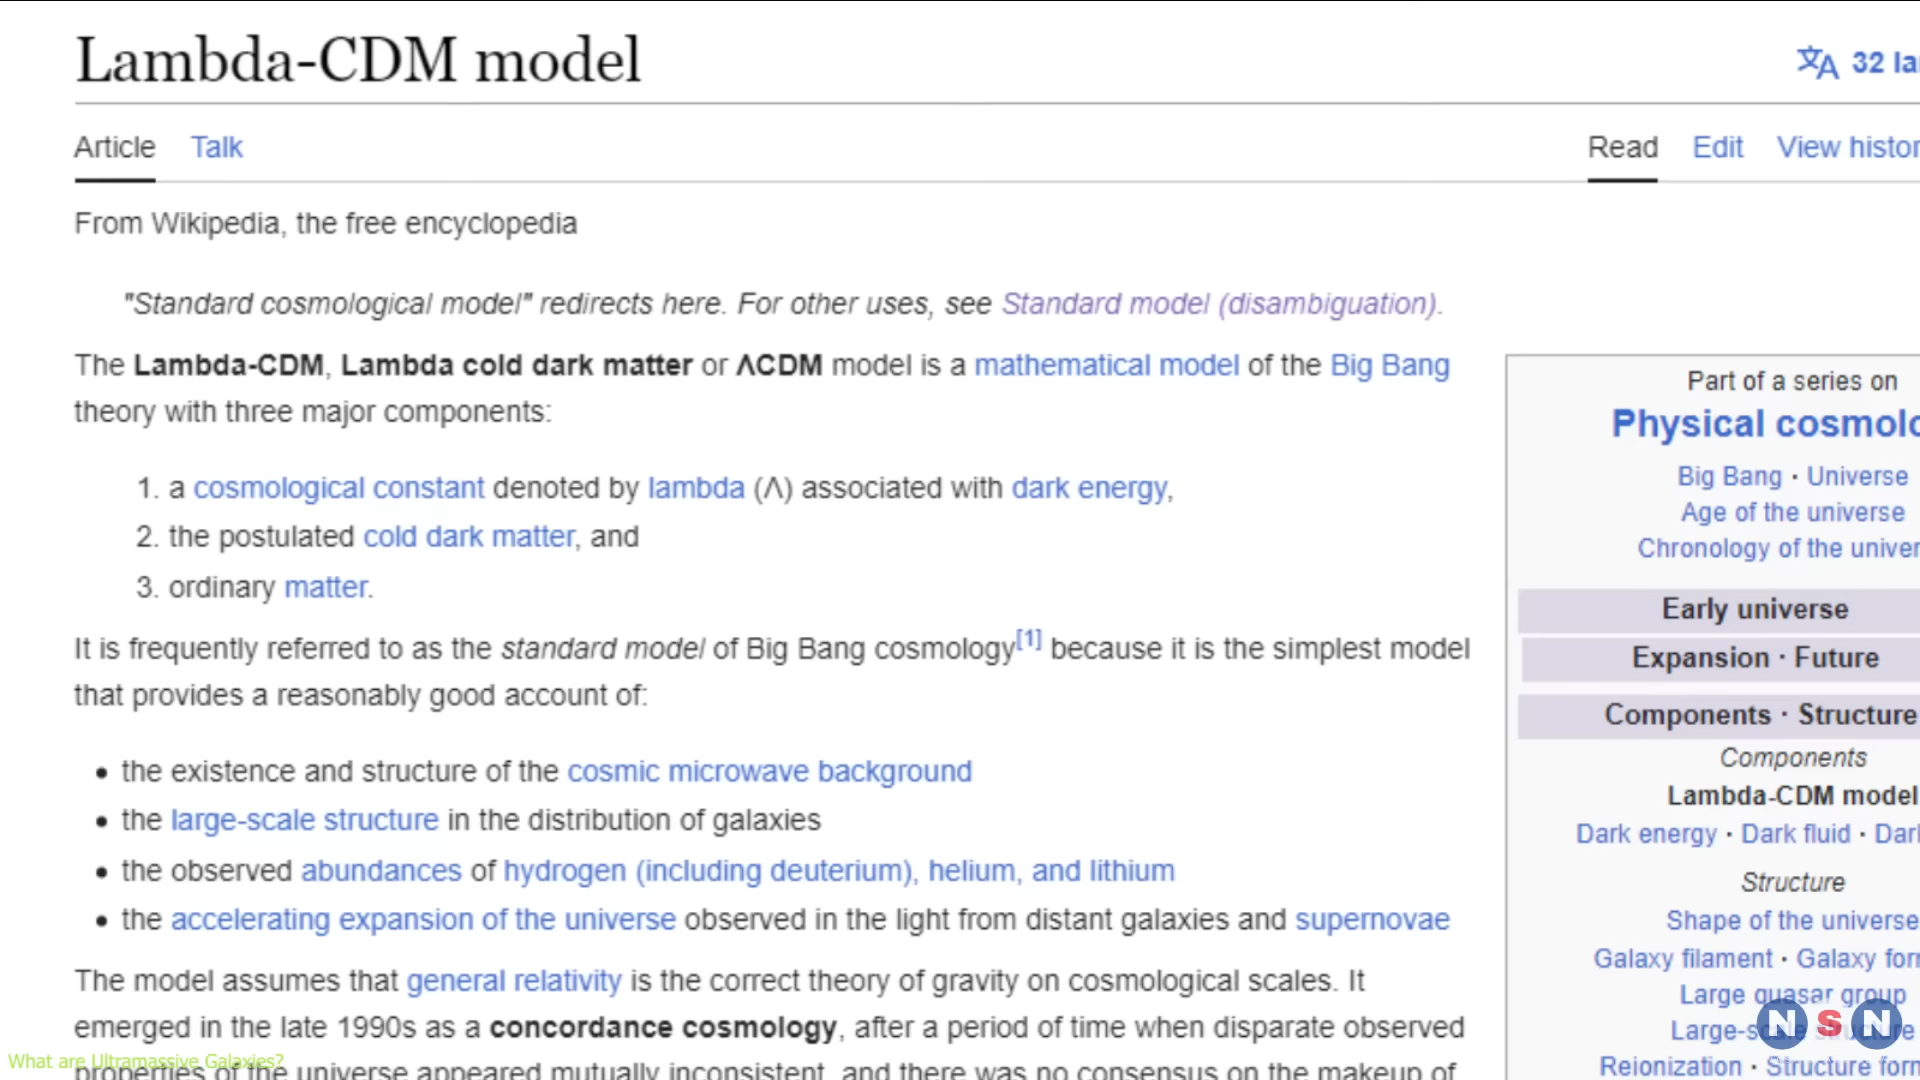 Lambda-CDM model
32 la
Article Talk
Read Edit View histor
From Wikipedia, the free encyclopedia
"Standard cosmological model" redirects here. For other uses, see Standard model (disambiguation).
The Lambda-CDM, Lambda cold dark matter or ΛCDM model is a mathematical model of the Big Bang
theory with three major components:
1. a cosmological constant denoted by lambda (Λ) associated with dark energy,
2. the postulated cold dark matter, and
3. ordinary matter.
It is frequently referred to as the standard model of Big Bang cosmology[1] because it is the simplest model
that provides a reasonably good account of:
• the existence and structure of the cosmic microwave background
• the large-scale structure in the distribution of galaxies
• the observed abundances of hydrogen (including deuterium), helium, and lithium
• the accelerating expansion of the universe observed in the light from distant galaxies and supernovae
The model assumes that general relativity is the correct theory of gravity on cosmological scales. It
emerged in the late 1990s as a concordance cosmology, after a period of time when disparate observed
properties of the universe appeared mutually inconsistent, and there was no consensus on the makeup of
Part of a series on
Physical cosmolo
Big Bang · Universe
Age of the universe
Chronology of the univer
Early universe
Expansion · Future
Components · Structure
Components
Lambda-CDM model
Dark energy · Dark fluid · Dark
Structure
Shape of the universe
Galaxy filament · Galaxy for
Large quasar group
Large-scale structure
Reionization · Structure form
What are Ultramassive Galaxies?
NSN